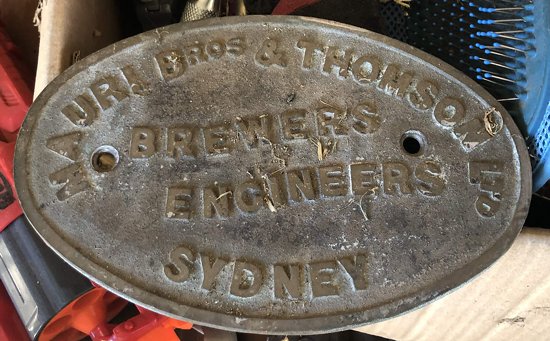 MAURI BROS & THOMSON LTD
BREWERS
ENGINEERS
SYDNEY